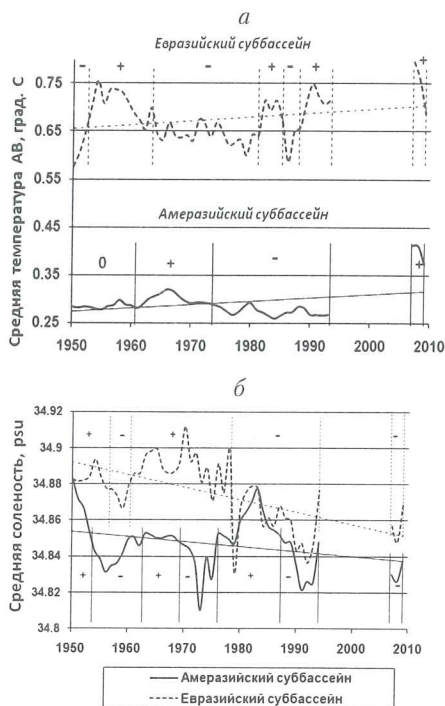 а
Евразийский суббассейн
- + - + - + +
0.75
0.65
0.55
0.45
0.35
0.25
Средняя температура АВ, град. С
Амеразийский суббассейн
0 + - +
1950 1960 1970 1980 1990 2000 2010
б
34.92
34.9
34.88
34.86
34.84
34.82
34.8
Средняя соленость, psu
+ - + - -
+ - + - + - -
1950 1960 1970 1980 1990 2000 2010
Амеразийский суббассейн
Евразийский суббассейн